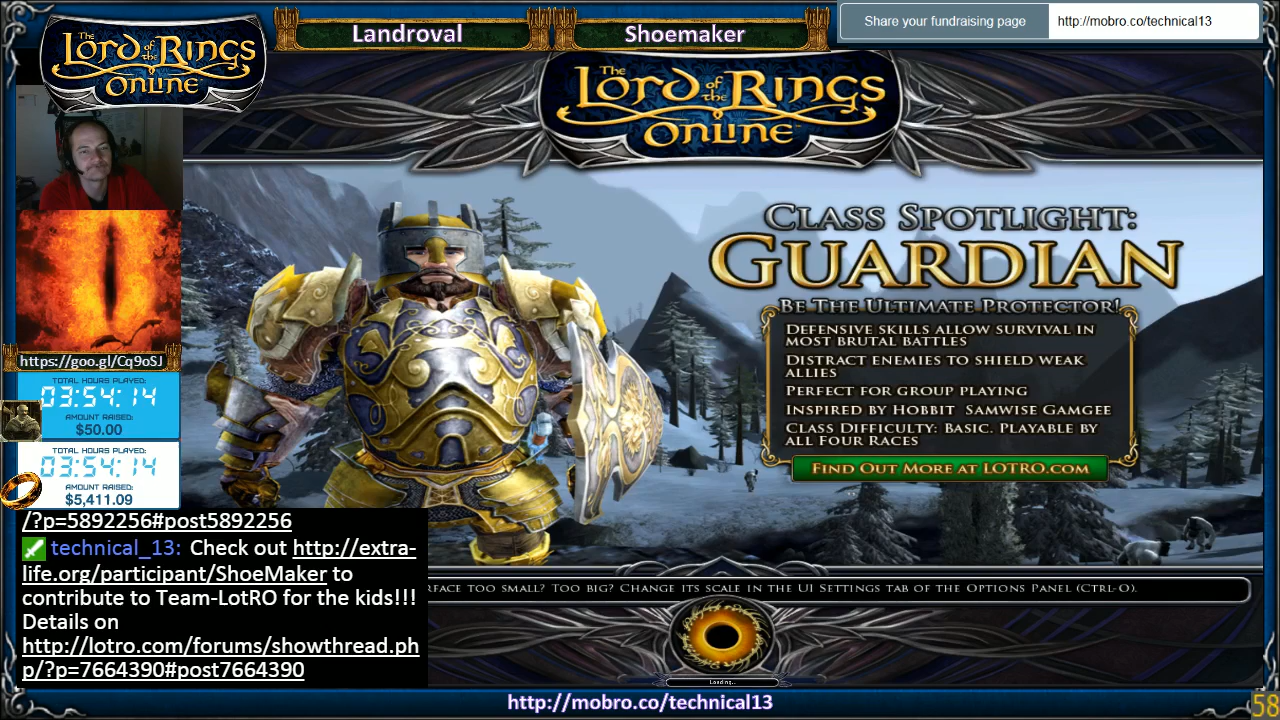 The
Lord of the Rings
Online
Landroval
Shoemaker
Share your fundraising page
http://mobro.co/technical13
The
Lord of the Rings
Online
Class Spotlight:
Guardian
Be The Ultimate Protector!
Defensive skills allow survival in
most brutal battles
Distract enemies to shield weak
allies
Perfect for group playing
Inspired by Hobbit Samwise Gamgee
Class Difficulty: Basic. Playable by
all Four Races
Find Out More at LOTRO.com
https://goo.gl/Cq9oSJ
TOTAL HOURS PLAYED:
03:54:14
AMOUNT RAISED:
$50.00
TOTAL HOURS PLAYED:
03:54:14
AMOUNT RAISED:
$5,411.09
/?p=5892256#post5892256
technical_13: Check out http://extra-
life.org/participant/ShoeMaker to
contribute to Team-LotRO for the kids!!!
Details on
http://lotro.com/forums/showthread.ph
p/?p=7664390#post7664390
rface too small? Too big? Change its scale in the UI Settings tab of the Options Panel (Ctrl-O).
Loading...
http://mobro.co/technical13
58